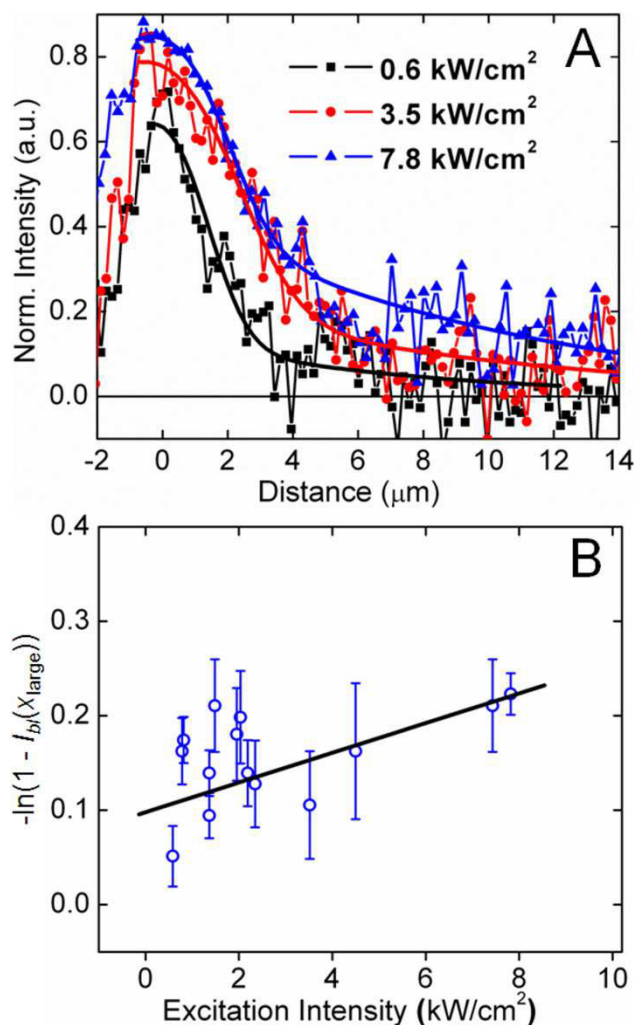 A
0.6 kW/cm²
3.5 kW/cm²
7.8 kW/cm²
Norm. Intensity (a.u.)
0.8
0.6
0.4
0.2
0.0
-2 0 2 4 6 8 10 12 14
Distance (μm)
B
-ln(1 - I_bl(x_large))
0.4
0.3
0.2
0.1
0.0
0 2 4 6 8 10
Excitation Intensity (kW/cm²)